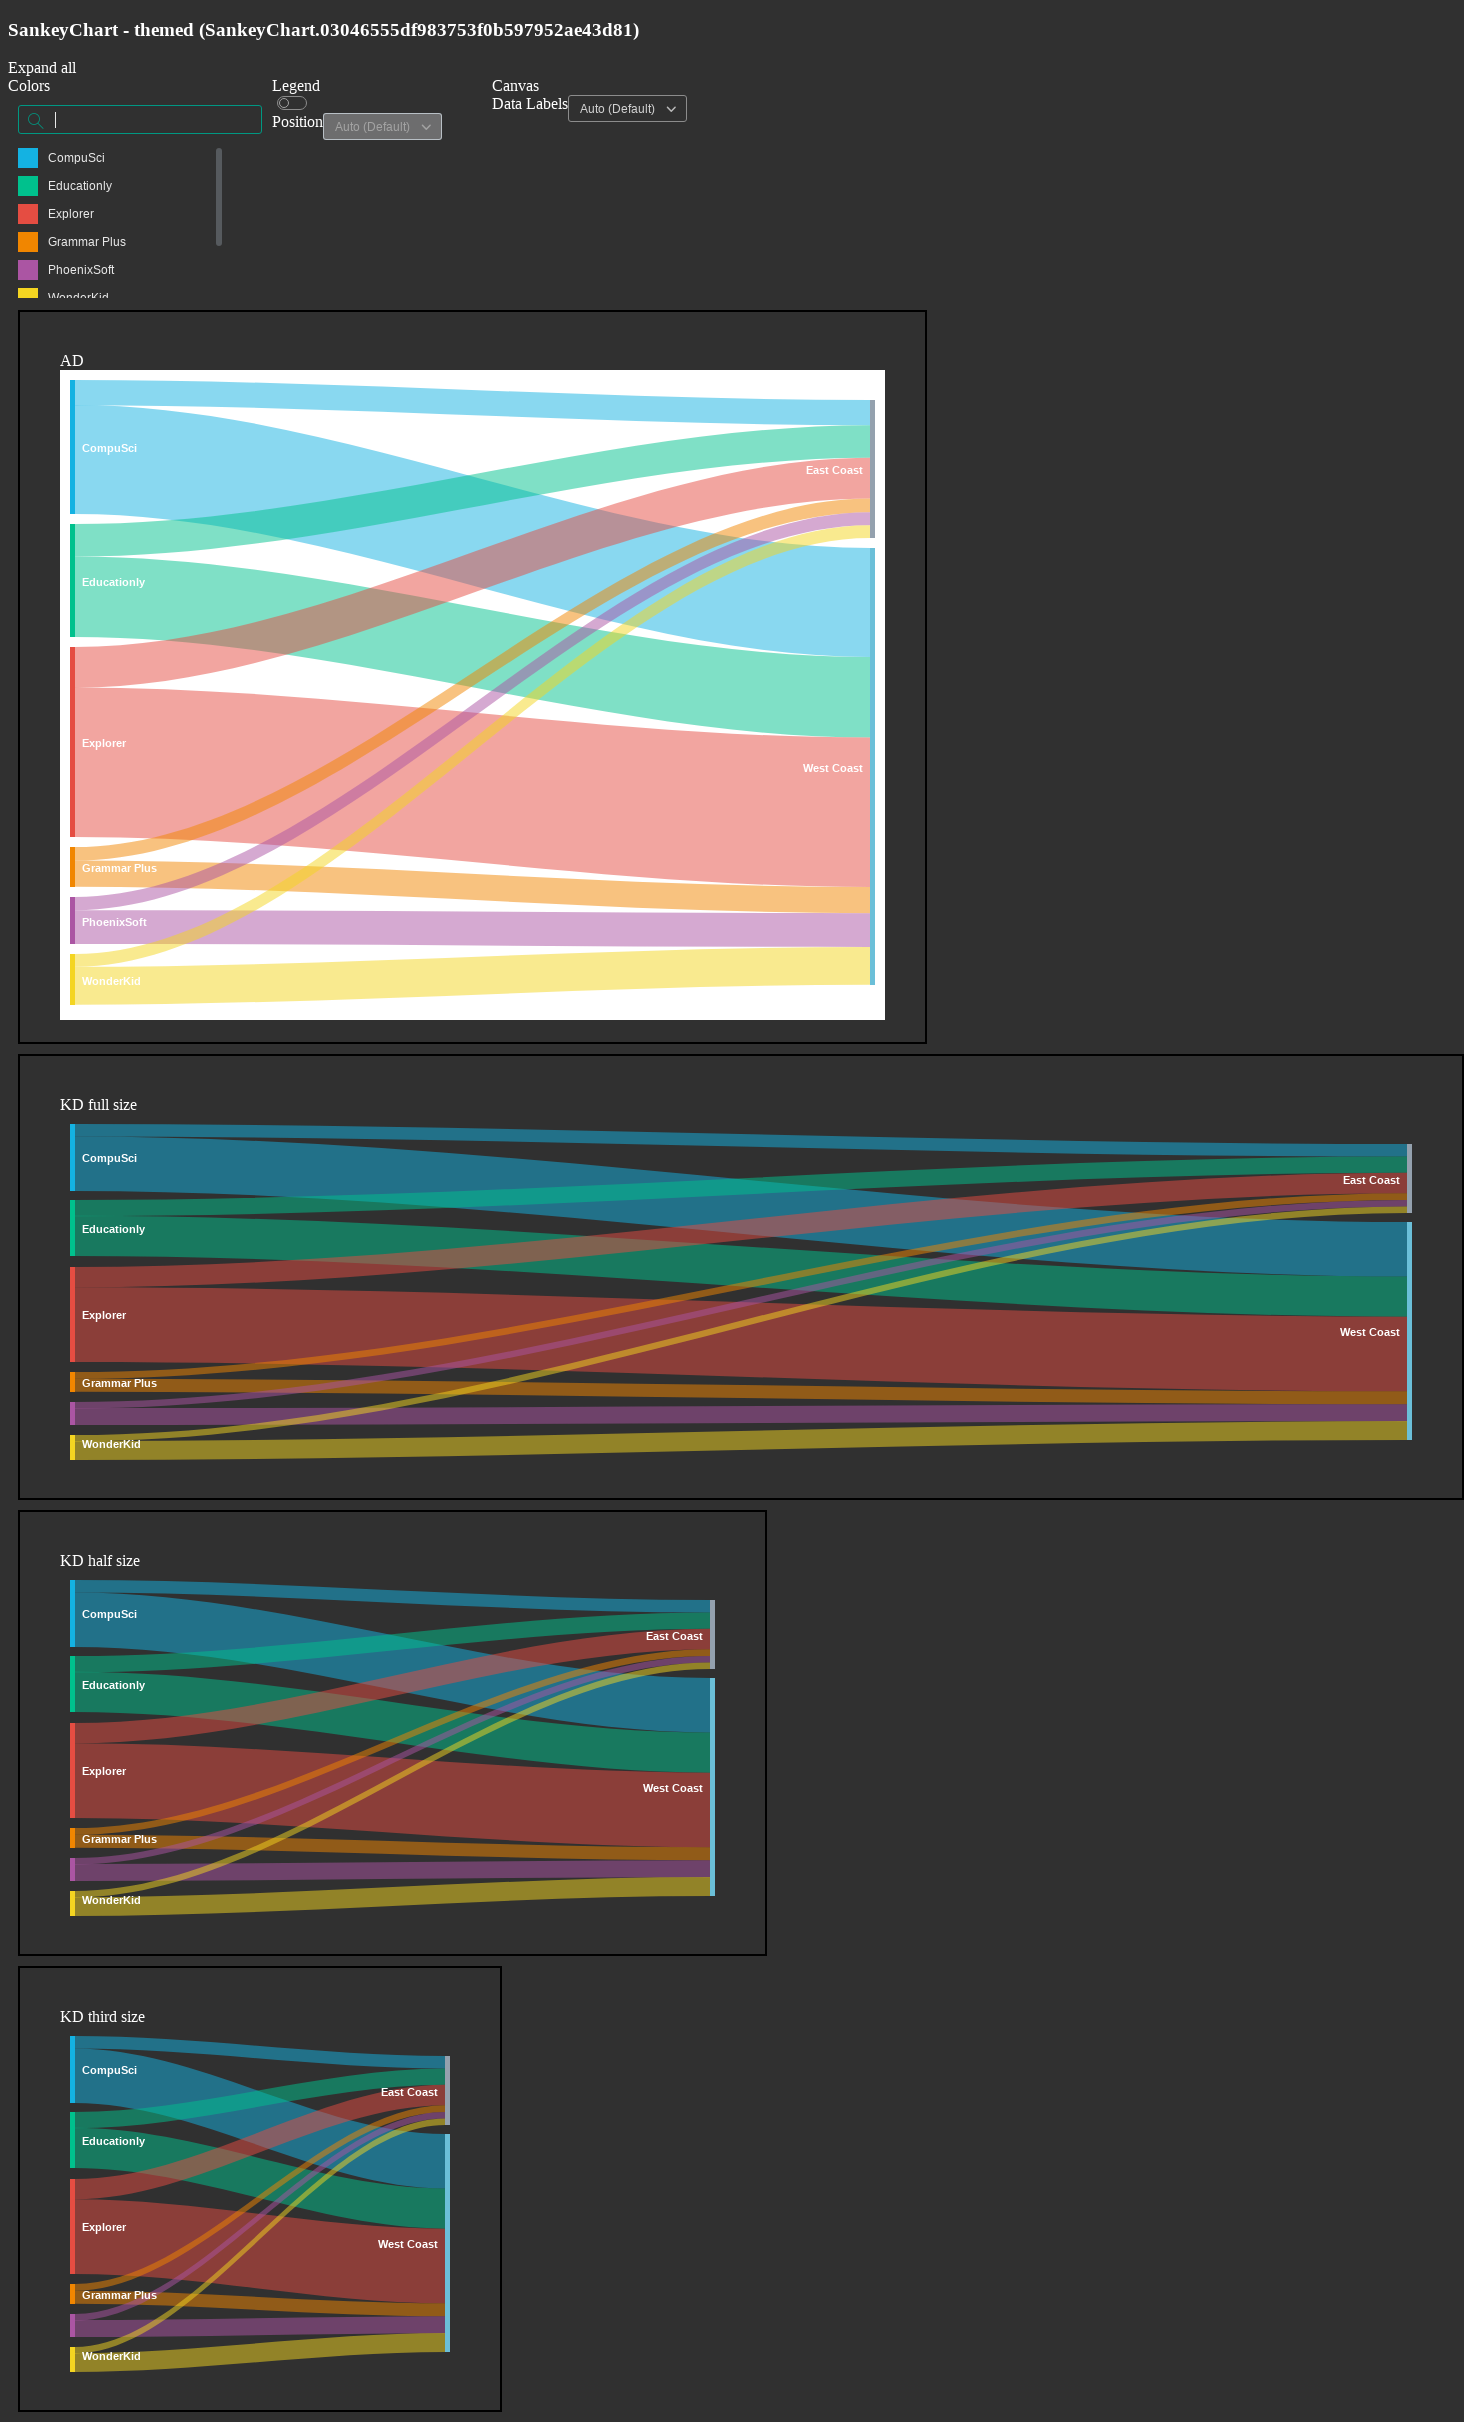 SankeyChart - themed (SankeyChart.03046555df983753f0b597952ae43d81)
Expand all
Colors
Legend
Canvas
Data Labels Auto (Default)
Position Auto (Default)
CompuSci
Educationly
Explorer
Grammar Plus
PhoenixSoft
WonderKid
AD
CompuSci
East Coast
Educationly
Explorer
West Coast
Grammar Plus
PhoenixSoft
WonderKid
KD full size
CompuSci
East Coast
Educationly
Explorer
West Coast
Grammar Plus
WonderKid
KD half size
CompuSci
East Coast
Educationly
Explorer
West Coast
Grammar Plus
WonderKid
KD third size
CompuSci
East Coast
Educationly
Explorer
West Coast
Grammar Plus
WonderKid